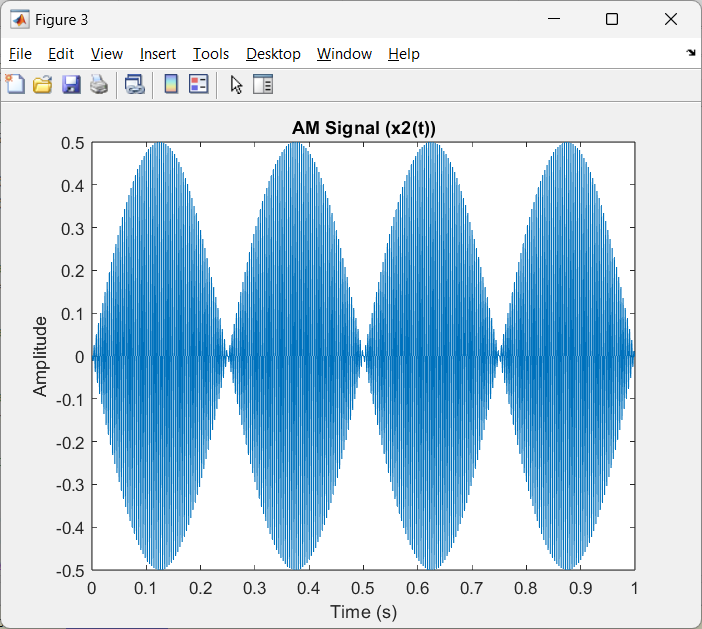 Figure 3
File Edit View Insert Tools Desktop Window Help
AM Signal (x2(t))
0.5
0.4
0.3
0.2
0.1
0
-0.1
-0.2
-0.3
-0.4
-0.5
Amplitude
0 0.1 0.2 0.3 0.4 0.5 0.6 0.7 0.8 0.9 1
Time (s)